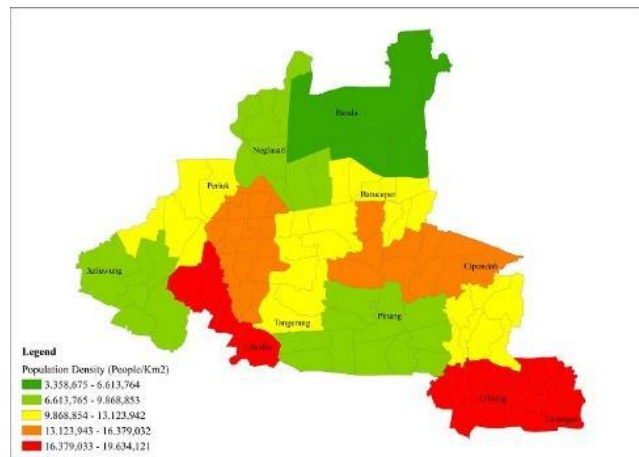 Benda
Neglasari
Periuk
Batuceper
Jatiuwung
Cipondoh
Pinang
Tangerang
Cibodas
Ciledug
Legend
Population Density (People/Km2)
3.358,675 - 6.613,764
6.613,765 - 9.868,853
9.868,854 - 13.123,942
13.123,943 - 16.379,032
16.379,033 - 19.634,121